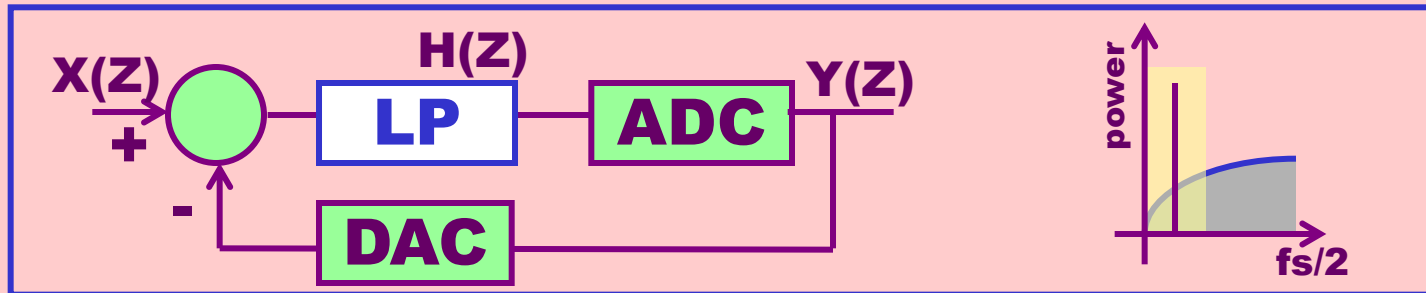 X(Z)
+
-
H(Z)
LP
ADC
Y(Z)
DAC
power
fs/2